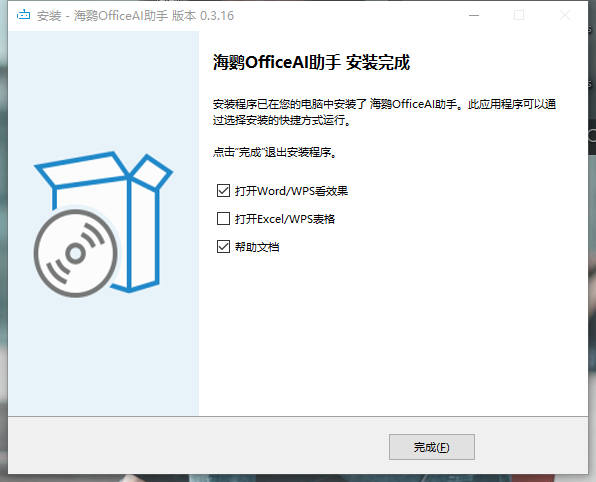 安装 - 海鹦OfficeAI助手 版本 0.3.16
海鹦OfficeAI助手 安装完成
安装程序已在您的电脑中安装了 海鹦OfficeAI助手。此应用程序可以通
过选择安装的快捷方式运行。
点击“完成”退出安装程序。
打开Word/WPS看效果
打开Excel/WPS表格
帮助文档
完成(F)